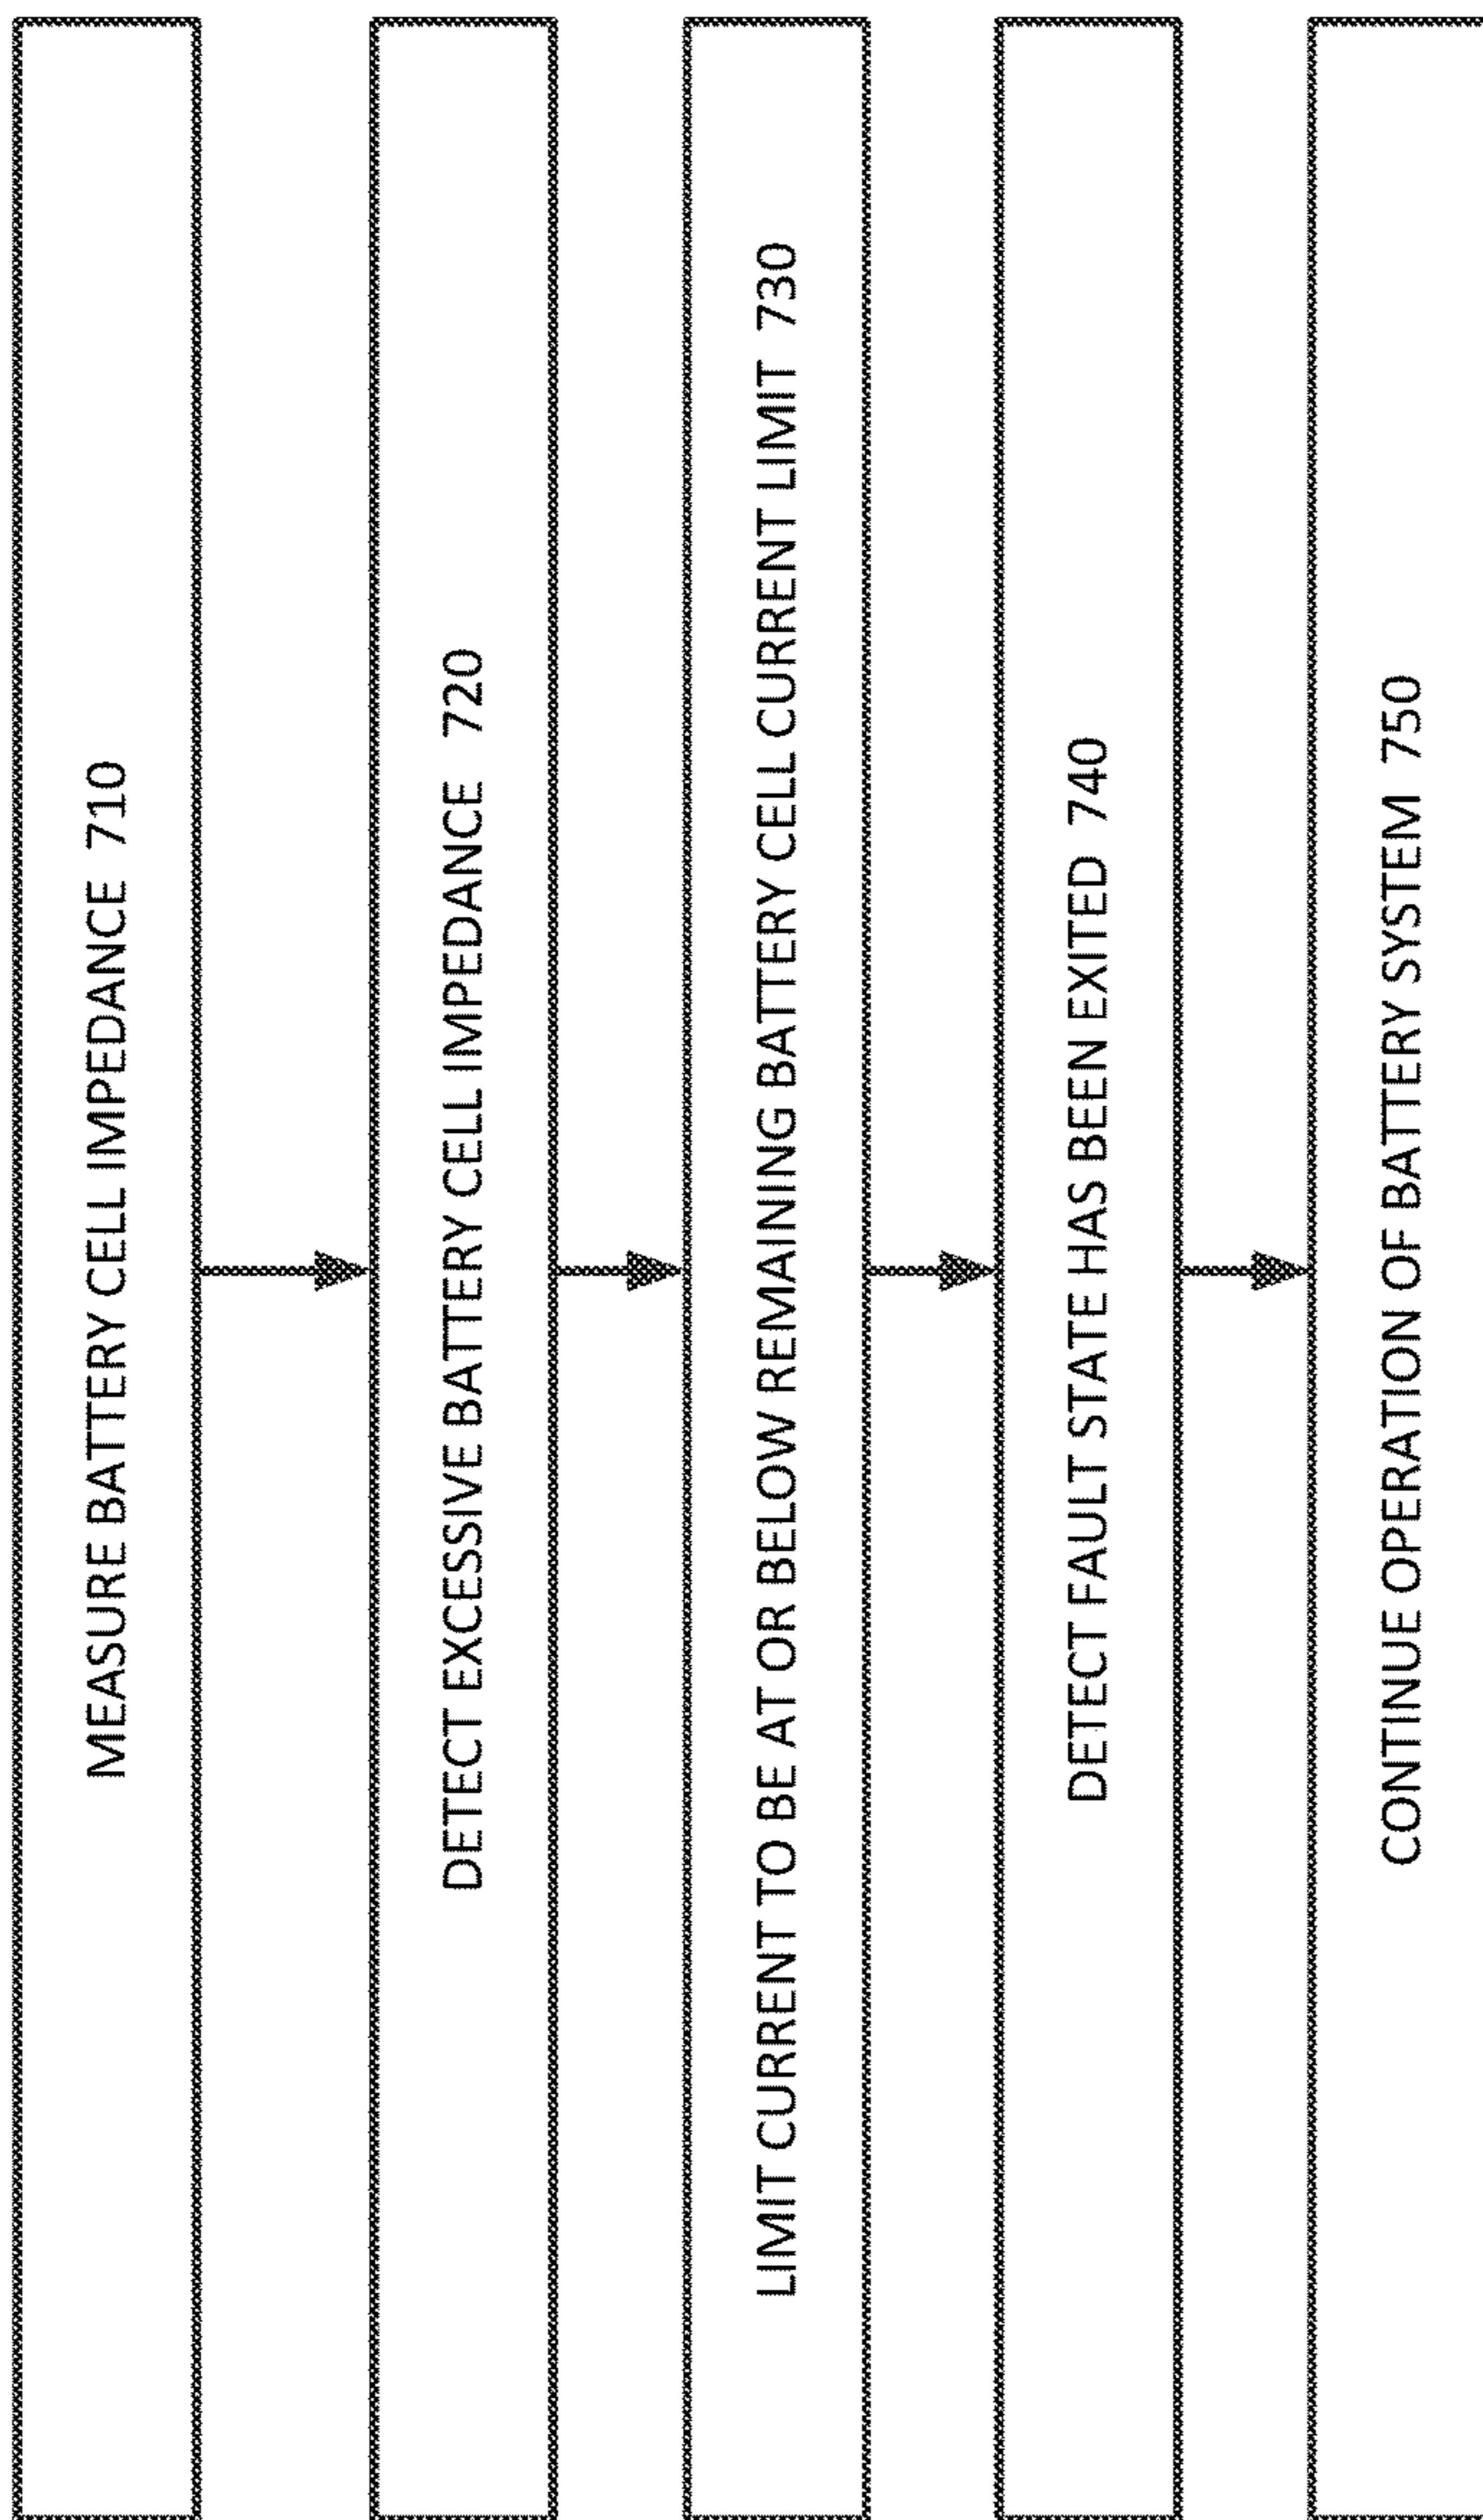 MEASURE BATTERY CELL IMPEDANCE 710
DETECT EXCESSIVE BATTERY CELL IMPEDANCE 720
LIMIT CURRENT TO BE AT OR BELOW REMAINING BATTERY CELL CURRENT LIMIT 730
DETECT FAULT STATE HAS BEEN EXITED 740
CONTINUE OPERATION OF BATTERY SYSTEM 750